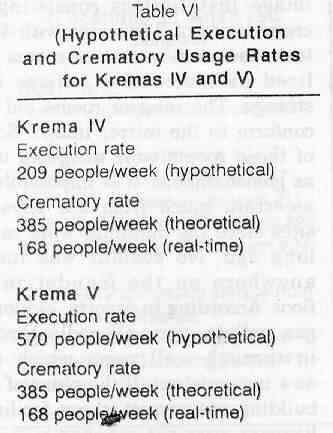 Table VI
(Hypothetical Execution
and Crematory Usage Rates
for Kremas IV and V)
Krema IV
Execution rate
209 people/week (hypothetical)
Crematory rate
385 people/week (theoretical)
168 people/week (real-time)
Krema V
Execution rate
570 people/week (hypothetical)
Crematory rate
385 people/week (theoretical)
168 people/week (real-time)